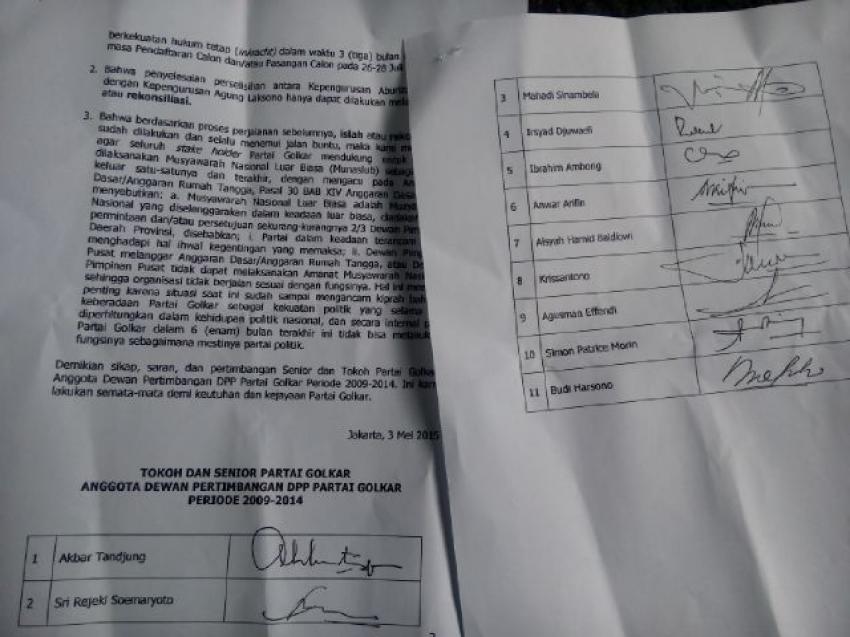 berkekuatan hukum tetap (inkracht) dalam waktu 3 (tiga) bulan
masa Pendaftaran Calon dan/atau Pasangan Calon pada 26-28 Juli
2. Bahwa penyelesaian perselisihan antara Kepengurusan
dengan Kepengurusan Agung Laksono hanya dapat dilakukan
atau rekonsiliasi.
3. Bahwa berdasarkan proses perjalanan sebelumnya, islah atau
sudah dilakukan dan selalu menemui jalan buntu, maka kami
agar seluruh stake holder Partai Golkar mendukung untuk
dilaksanakan Musyawarah Nasional Luar Biasa (Munaslub)
keluar satu-satunya dan terakhir, dengan mengacu pada
Dasar/Anggaran Rumah Tangga, Pasal 30 BAB XIV Anggaran
menyebutkan; a. Musyawarah Nasional Luar Biasa adalah
Nasional yang diselenggarakan dalam keadaan luar biasa,
permintaan dan/atau persetujuan sekurang-kurangnya 2/3 Dewan
Daerah Provinsi, disebabkan; i. Partai dalam keadaan terancam
menghadapi hal ihwal kegentingan yang memaksa; ii. Dewan
Pusat melanggar Anggaran Dasar/Anggaran Rumah Tangga, atau
Pimpinan Pusat tidak dapat melaksanakan Amanat Musyawarah
sehingga organisasi tidak berjalan sesuai dengan fungsinya. Hal ini
penting karena situasi saat ini sudah sampai mengancam kiprah
keberadaan Partai Golkar sebagai kekuatan politik yang selama
diperhitungkan dalam kehidupan politik nasional, dan secara internal
Partai Golkar dalam 6 (enam) bulan terakhir ini tidak bisa
fungsinya sebagaimana mestinya partai politik.
Demikian sikap, saran, dan pertimbangan Senior dan Tokoh Partai
Anggota Dewan Pertimbangan DPP Partai Golkar Periode 2009-2014. Ini
lakukan semata-mata demi keutuhan dan kejayaan Partai Golkar.
Jakarta, 3 Mei 2015
TOKOH DAN SENIOR PARTAI GOLKAR
ANGGOTA DEWAN PERTIMBANGAN DPP PARTAI GOLKAR
PERIODE 2009-2014
1 Akbar Tandjung
2 Sri Rejeki Soemaryoto
3 Mahadi Sinambela
4 Irsyad Djuwaeli
5 Ibrahim Ambong
6 Anwar Arifin
7 Aisyah Hamid Baidlowi
8 Krissantono
9 Agusman Effendi
10 Simon Patrice Morin
11 Budi Harsono